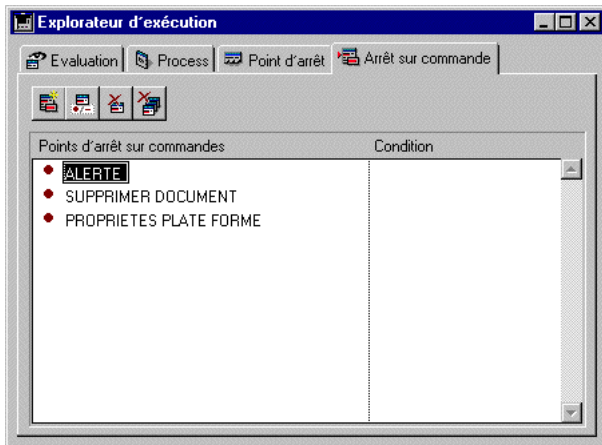 Explorateur d'exécution
Evaluation Process Point d'arrêt Arrêt sur commande
Points d'arrêt sur commandes Condition
ALERTE
SUPPRIMER DOCUMENT
PROPRIETES PLATE FORME